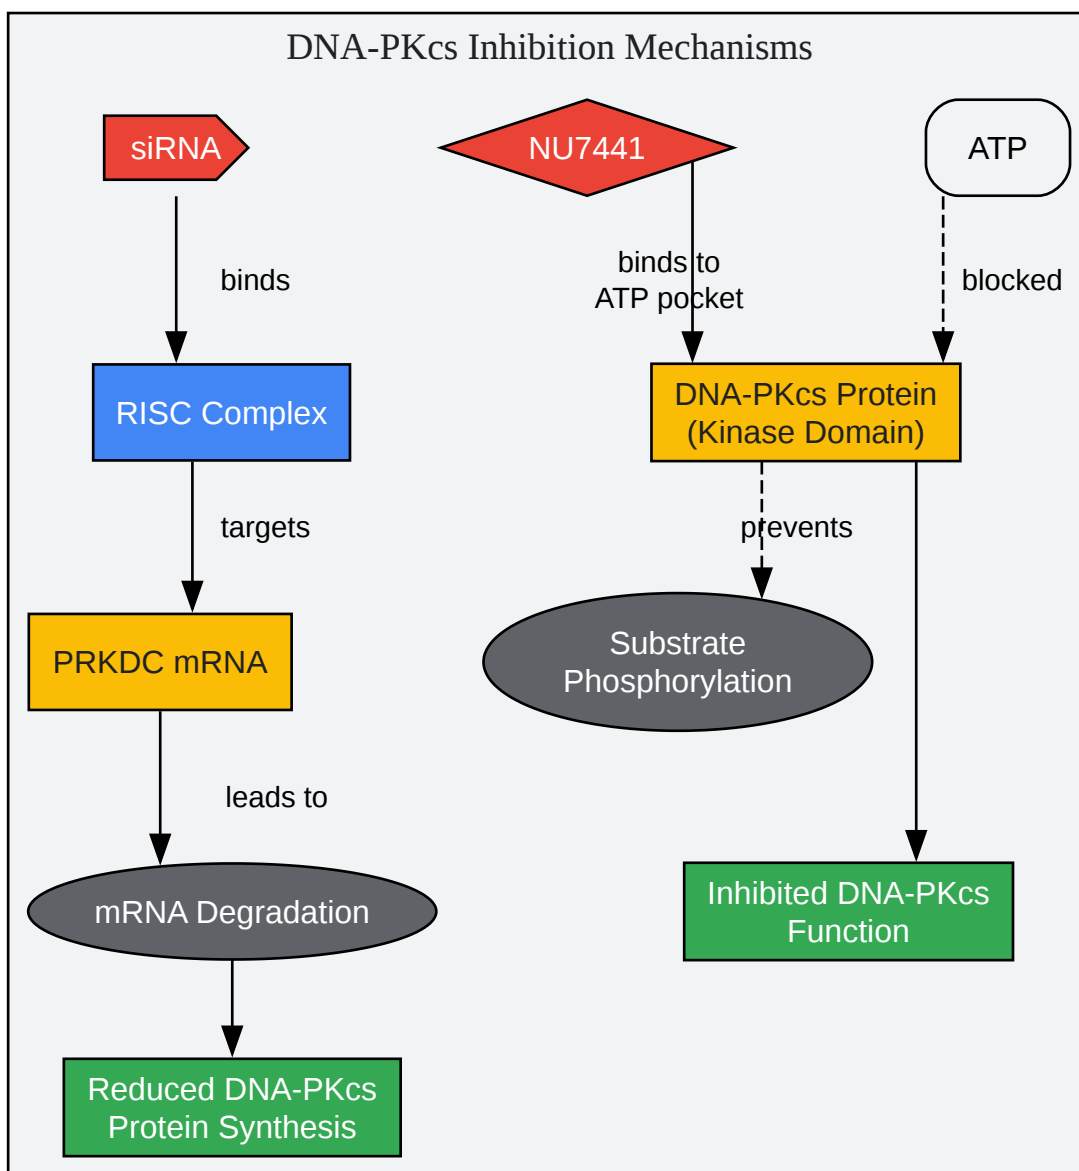 DNA-PKcs Inhibition Mechanisms
siRNA
NU7441
ATP
binds
binds to
ATP pocket
blocked
RISC Complex
DNA-PKcs Protein
(Kinase Domain)
targets
prevents
PRKDC mRNA
Substrate
Phosphorylation
leads to
mRNA Degradation
Inhibited DNA-PKcs
Function
Reduced DNA-PKcs
Protein Synthesis